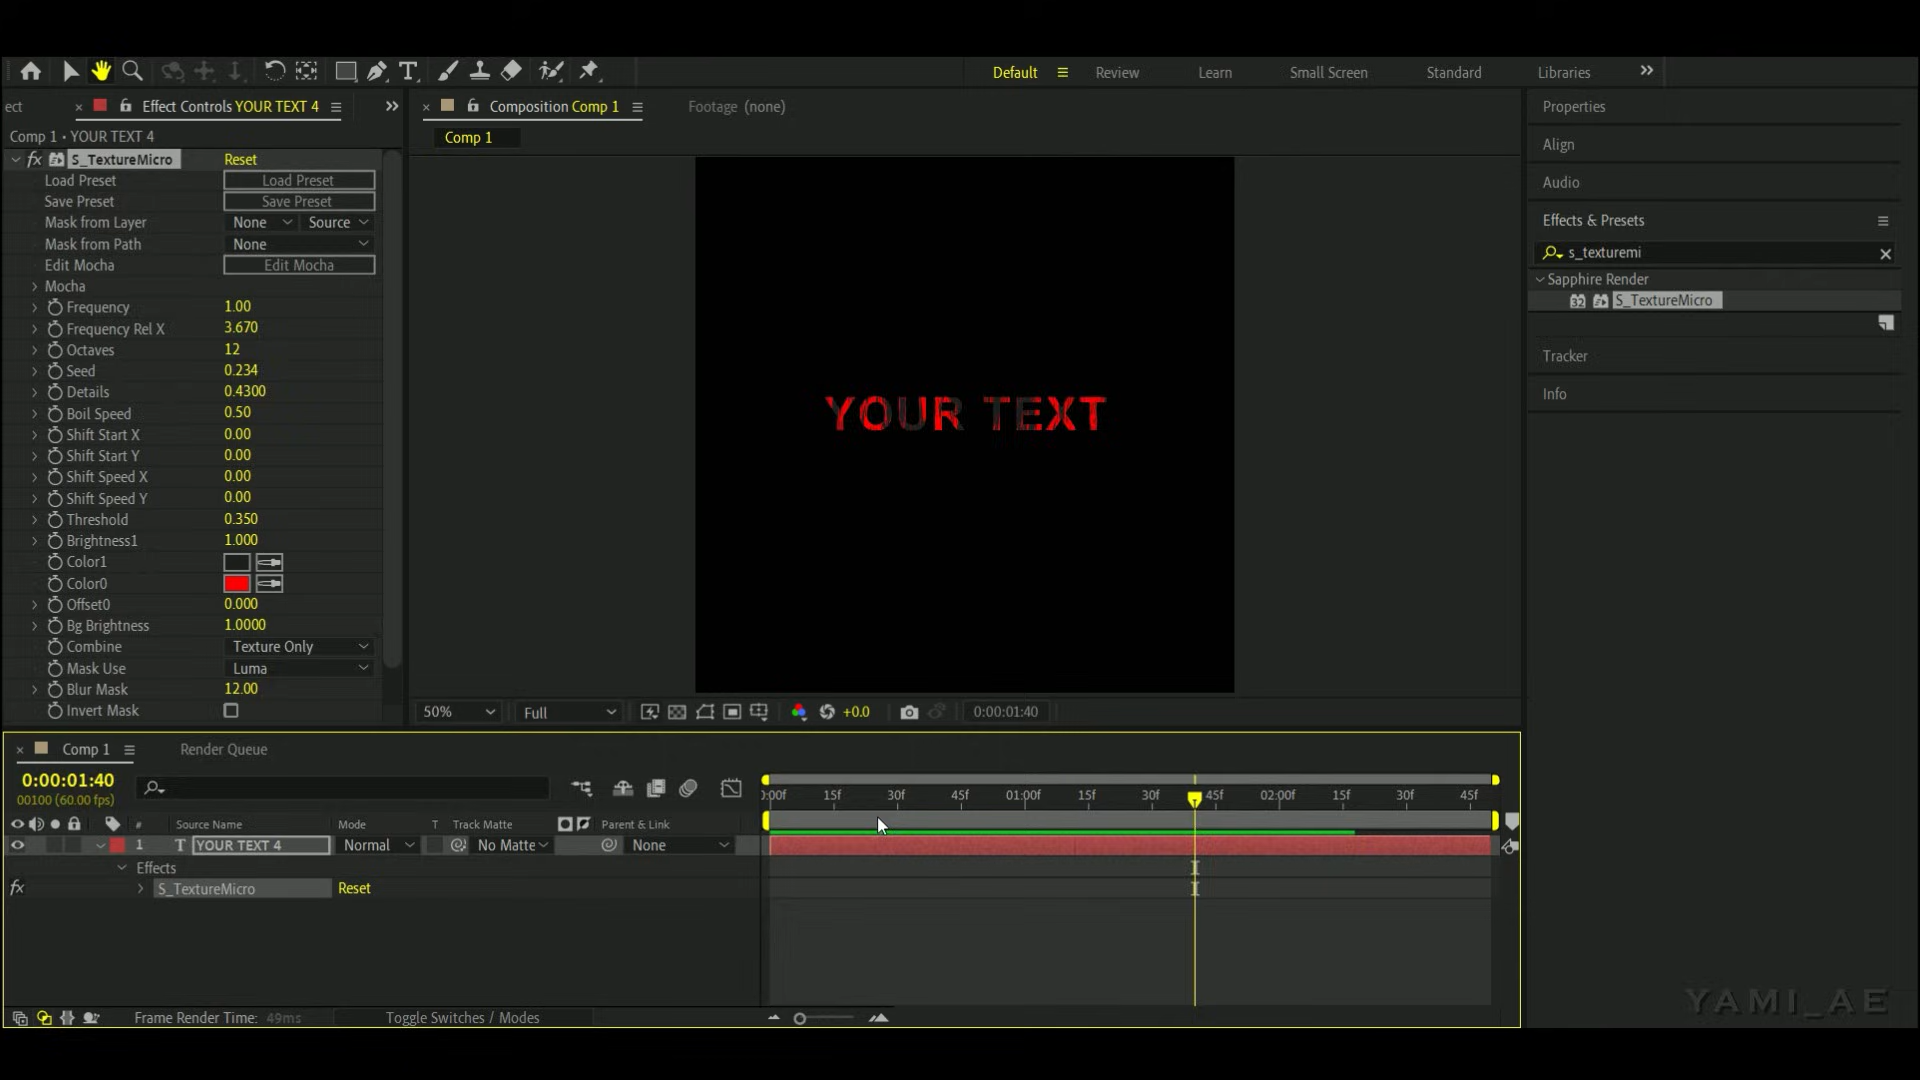 Default
Review
Learn
Small Screen
Standard
Libraries
ect
Effect Controls YOUR TEXT 4
Composition Comp 1
Footage (none)
Properties
Comp 1 • YOUR TEXT 4
Comp 1
Align
fx S_TextureMicro Reset
Load Preset Load Preset
Save Preset Save Preset
Mask from Layer None Source
Mask from Path None
Edit Mocha Edit Mocha
Mocha
Frequency 1.00
Frequency Rel X 3.670
Octaves 12
Seed 0.234
Details 0.4300
Boil Speed 0.50
Shift Start X 0.00
Shift Start Y 0.00
Shift Speed X 0.00
Shift Speed Y 0.00
Threshold 0.350
Brightness1 1.000
Color1
Color0
Offset0 0.000
Bg Brightness 1.0000
Combine Texture Only
Mask Use Luma
Blur Mask 12.00
Invert Mask
YOUR TEXT
50% Full +0.0 0:00:01:40
Audio
Effects & Presets
s_texturemi
Sapphire Render
32 S_TextureMicro
Tracker
Info
Comp 1
Render Queue
0:00:01:40
00100 (60.00 fps)
# Source Name Mode T Track Matte Parent & Link
1 T YOUR TEXT 4 Normal No Matte None
Effects
fx S_TextureMicro Reset
):00f 15f 30f 45f 01:00f 15f 30f 45f 02:00f 15f 30f 45f
Frame Render Time: 49ms
Toggle Switches / Modes
YAMI_AE